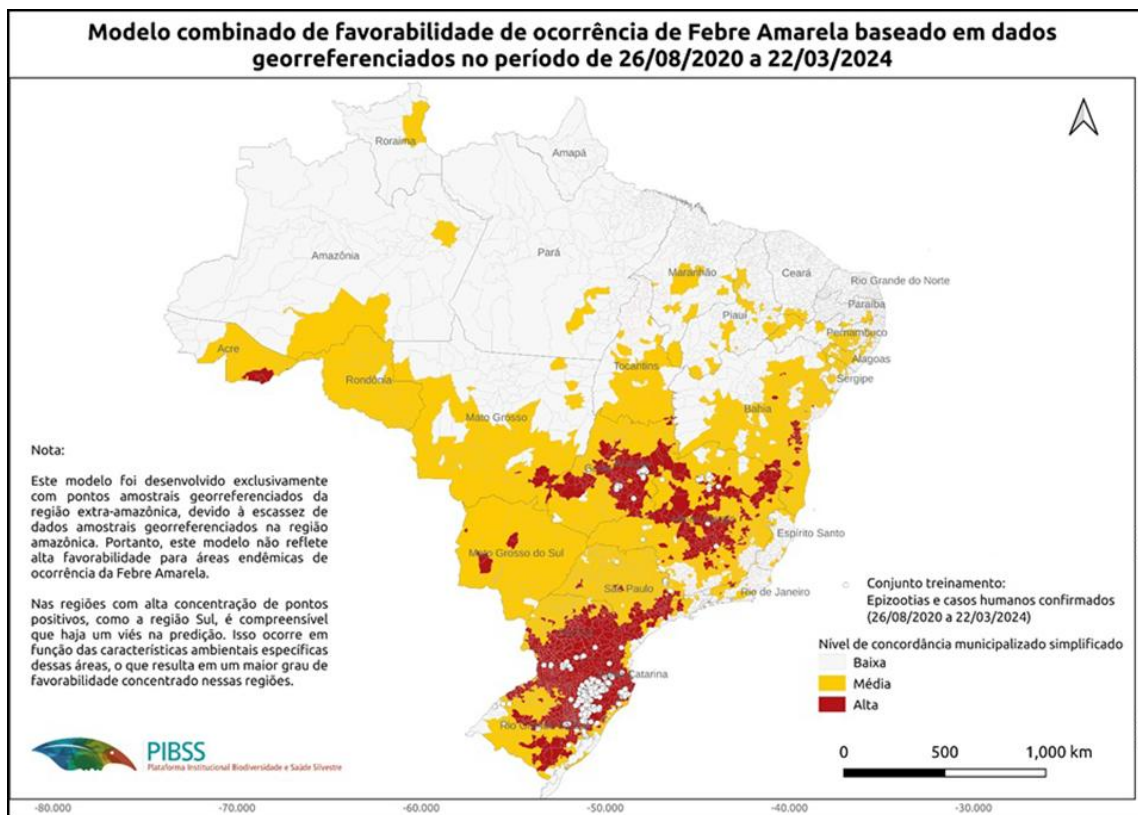 Modelo combinado de favorabilidade de ocorrência de Febre Amarela baseado em dados
georreferenciados no período de 26/08/2020 a 22/03/2024
Roraima
Amapá
Amazônia
Pará
Maranhão
Ceará
Rio Grande do Norte
Paraíba
Piauí
Pernambuco
Acre
Alagoas
Tocantins
Sergipe
Rondônia
Bahia
Mato Grosso
Nota:
Este modelo foi desenvolvido exclusivamente
com pontos amostrais georreferenciados da
região extra-amazônica, devido à escassez de
dados amostrais georreferenciados na região
amazônica. Portanto, este modelo não reflete
alta favorabilidade para áreas endêmicas de
ocorrência da Febre Amarela.
Nas regiões com alta concentração de pontos
positivos, como a região Sul, é compreensível
que haja um viés na predição. Isso ocorre em
função das características ambientais específicas
dessas áreas, o que resulta em um maior grau de
favorabilidade concentrado nessas regiões.
Espírito Santo
Mato Grosso do Sul
São Paulo
Rio de Janeiro
Catarina
Rio Grande
Conjunto treinamento:
Epizootias e casos humanos confirmados
(26/08/2020 a 22/03/2024)
Nível de concordância municipalizado simplificado
Baixa
Média
Alta
PIBSS
Plataforma Institucional Biodiversidade e Saúde Silvestre
0 500 1,000 km
-80.000 -70.000 -60.000 -50.000 -40.000 -30.000